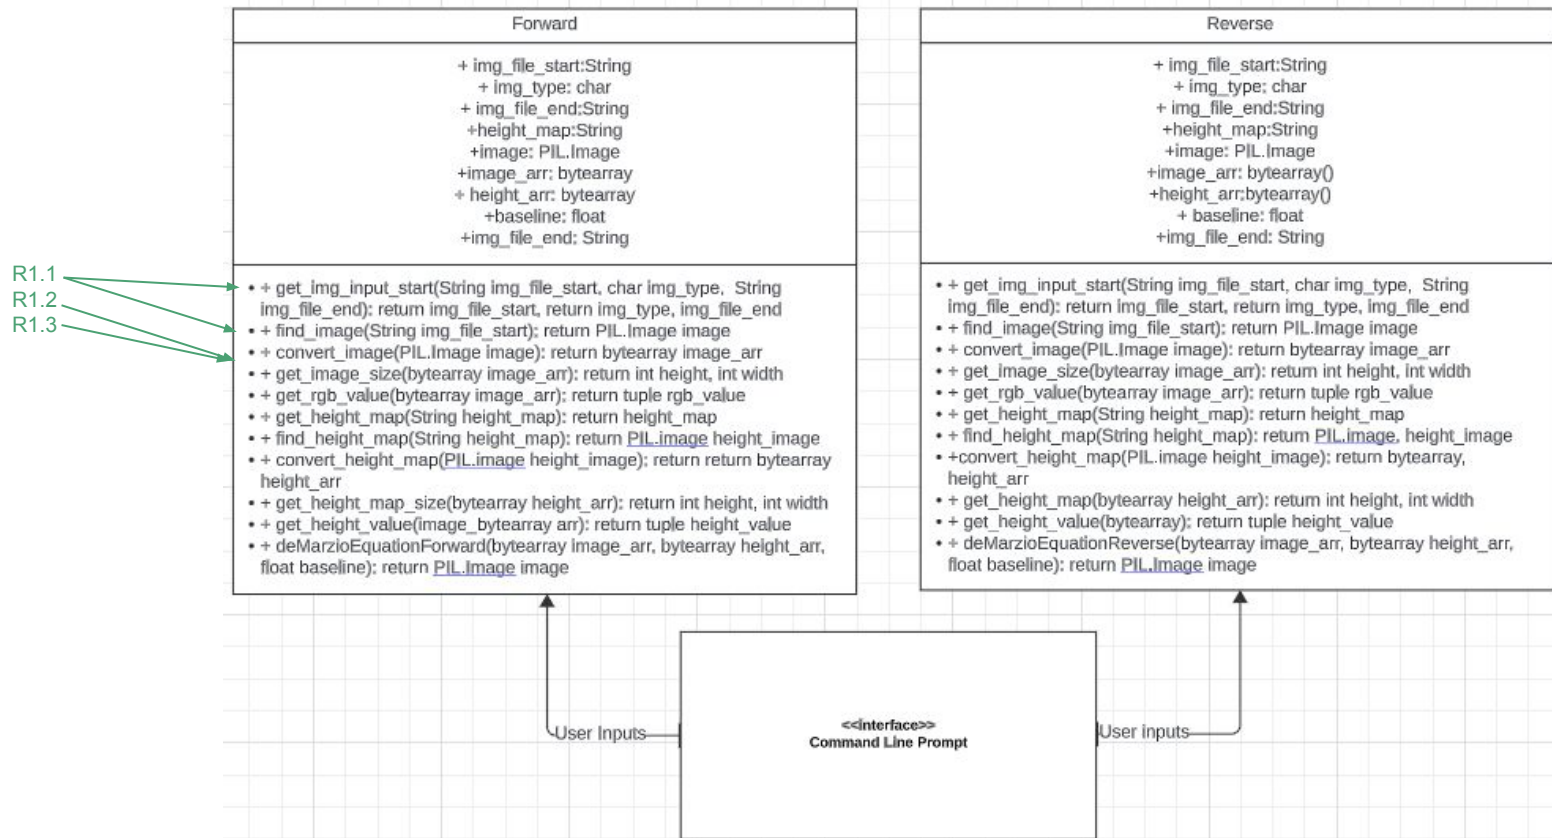 Forward
+ img_file_start:String
+ img_type: char
+ img_file_end:String
+height_map:String
+image: PIL.Image
+image_arr: bytearray
+ height_arr: bytearray
+baseline: float
+img_file_end: String
R1.1
R1.2
R1.3
• + get_img_input_start(String img_file_start, char img_type, String
img_file_end): return img_file_start, return img_type, img_file_end
• + find_image(String img_file_start): return PIL.Image image
• + convert_image(PIL.Image image): return bytearray image_arr
• + get_image_size(bytearray image_arr): return int height, int width
• + get_rgb_value(bytearray image_arr): return tuple rgb_value
• + get_height_map(String height_map): return height_map
• + find_height_map(String height_map): return PIL.image height_image
• + convert_height_map(PIL.image height_image): return return bytearray
height_arr
• + get_height_map_size(bytearray height_arr): return int height, int width
• + get_height_value(image_bytearray arr): return tuple height_value
• + deMarzioEquationForward(bytearray image_arr, bytearray height_arr,
float baseline): return PIL.Image image
Reverse
+ img_file_start:String
+ img_type: char
+ img_file_end:String
+height_map:String
+image: PIL.Image
+image_arr: bytearray()
+height_arr:bytearray()
+ baseline: float
+img_file_end: String
• + get_img_input_start(String img_file_start, char img_type, String
img_file_end): return img_file_start, return img_type, img_file_end
• + find_image(String img_file_start): return PIL.Image image
• + convert_image(PIL.Image image): return bytearray image_arr
• + get_image_size(bytearray image_arr): return int height, int width
• + get_rgb_value(bytearray image_arr): return tuple rgb_value
• + get_height_map(String height_map): return height_map
• + find_height_map(String height_map): return PIL.image, height_image
• +convert_height_map(PIL.image height_image): return bytearray,
height_arr
• + get_height_map(bytearray height_arr): return int height, int width
• + get_height_value(bytearray); return tuple height_value
• + deMarzioEquationReverse(bytearray image_arr, bytearray height_arr,
float baseline): return PIL.Image image
User Inputs
<<interface>>
Command Line Prompt
User inputs